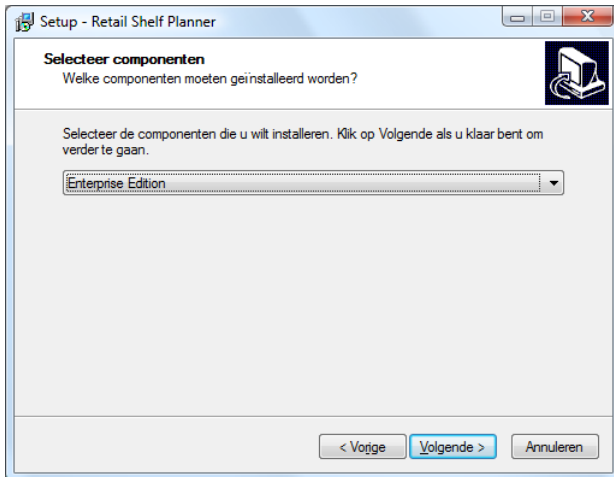 Setup - Retail Shelf Planner
Selecteer componenten
Welke componenten moeten geïnstalleerd worden?
Selecteer de componenten die u wilt installeren. Klik op Volgende als u klaar bent om
verder te gaan.
Enterprise Edition
< Vorige Volgende > Annuleren